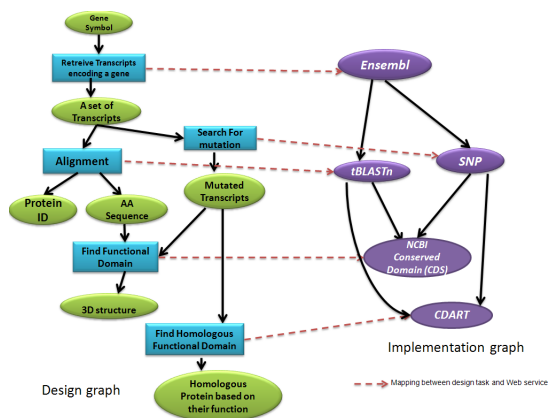 Gene
Symbol
Retreive Transcripts
encoding a gene
Ensembl
A set of
Transcripts
Search For
mutation
Alignment
SNP
tBLASTn
Mutated
Transcripts
Protein
ID
AA
Sequence
NCBI
Conserved
Domain (CDS)
Find Functional
Domain
3D structure
CDART
Find Homologous
Functional Domain
Implementation graph
Design graph
Homologous
Protein based on
their function
Mapping between design task and Web service